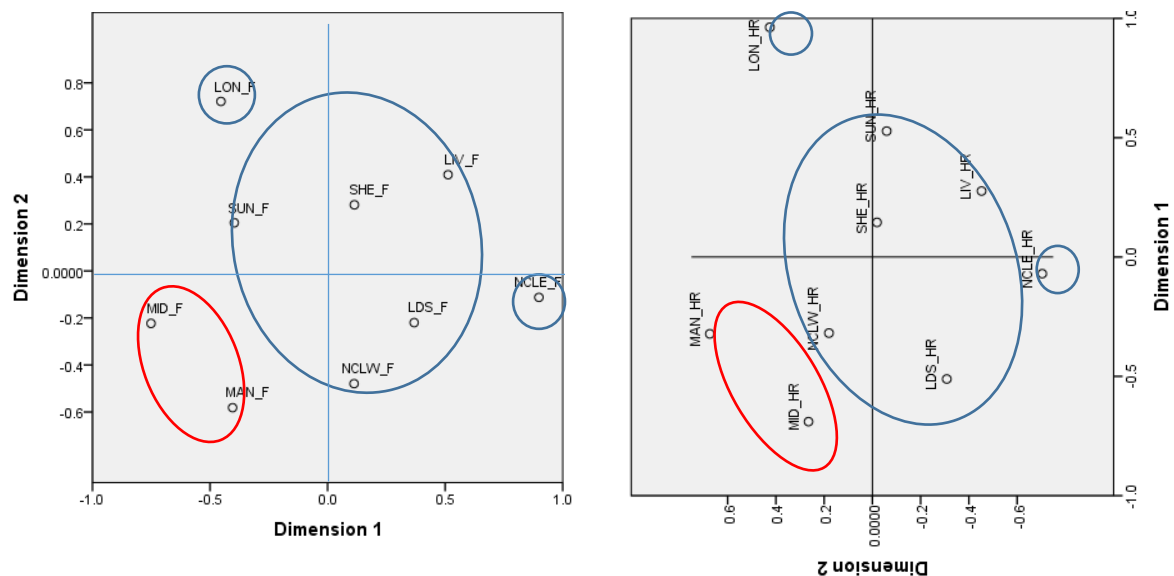 LON_F
LIV_F
SHE_F
SUN_F
NCLE_F
MID_F
LDS_F
NCLW_F
MAN_F
0.8
0.6
0.4
0.2
0.0000
-0.2
-0.4
-0.6
Dimension 2
-1.0 -0.5 0.0 0.5 1.0
Dimension 1
LON_HR
SUN_HR
LIV_HR
SHE_HR
NCLE_HR
MAN_HR
NCLW_HR
LDS_HR
MID_HR
1.0
0.5
0.0
-0.5
-1.0
Dimension 1
0.6 0.4 0.2 0.0000 -0.2 -0.4 -0.6
Dimension 2